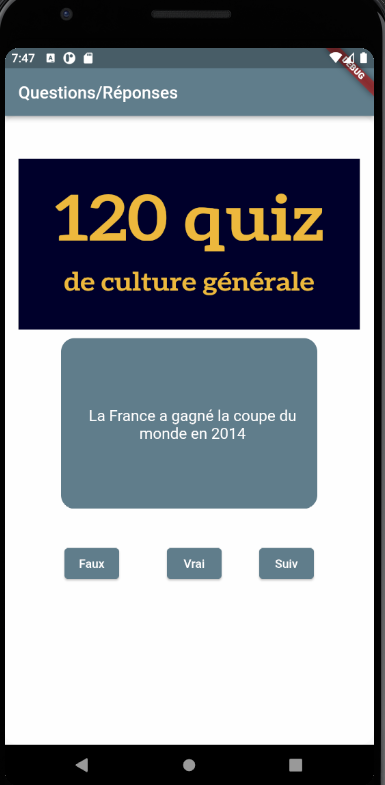 7:47
DEBUG
Questions/Réponses
120 quiz
de culture générale
La France a gagné la coupe du
monde en 2014
Faux
Vrai
Suiv